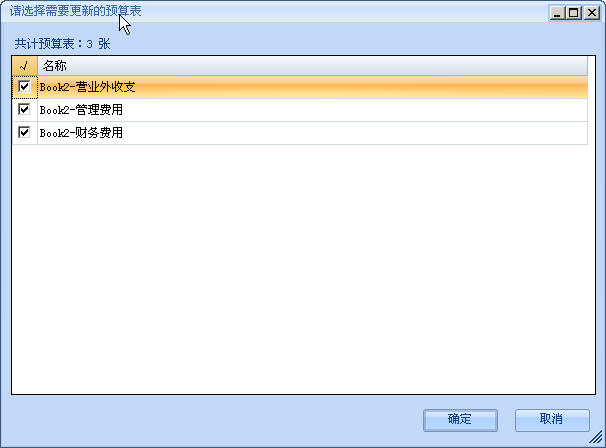 请选择需要更新的预算表
共计预算表：3 张
√ 名称
Book2-营业外收支
Book2-管理费用
Book2-财务费用
确定 取消